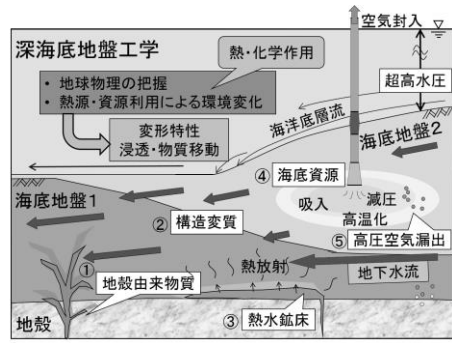 空気封入
深海底地盤工学
熱・化学作用
• 地球物理の把握
• 熱源・資源利用による環境変化
超高水圧
変形特性
浸透・物質移動
海洋底層流
海底地盤2
④ 海底資源
海底地盤1
吸入
減圧
高温化
② 構造変質
⑤ 高圧空気漏出
①
熱放射
地下水流
地殻由来物質
地殻
③ 熱水鉱床